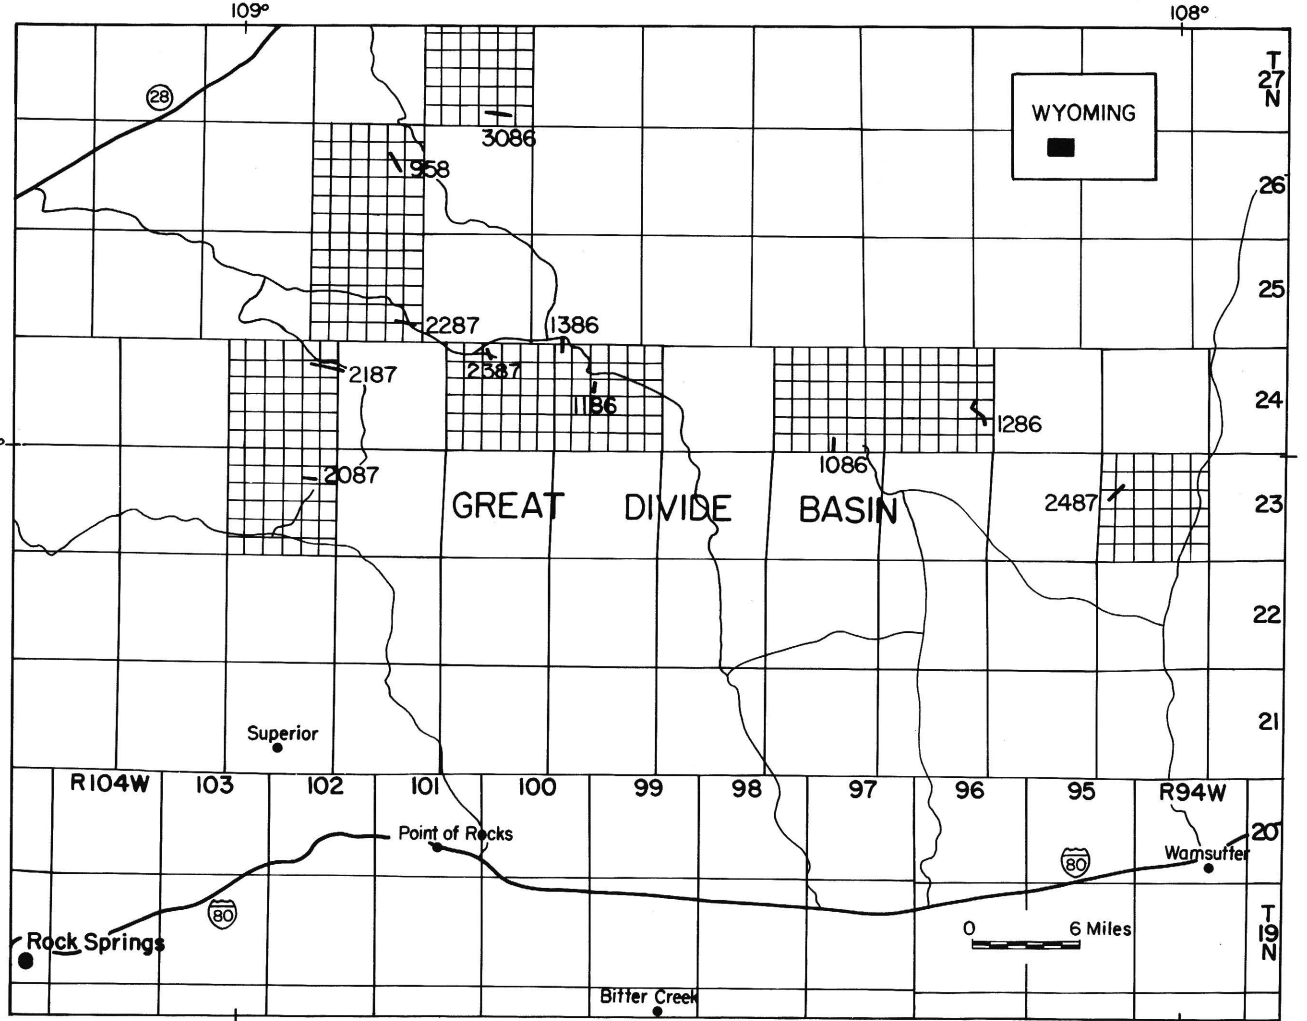 109°
108°
T
27
N
28
WYOMING
3086
958
26
25
2287
1386
2187
2387
1186
24
1286
1086
2087
2487
23
GREAT DIVIDE BASIN
22
21
Superior
R104W 103 102 101 100 99 98 97 96 95 R94W
20
Point of Rocks
Wamsutter
80
80
T
19
N
0 6 Miles
Rock Springs
Bitter Creek